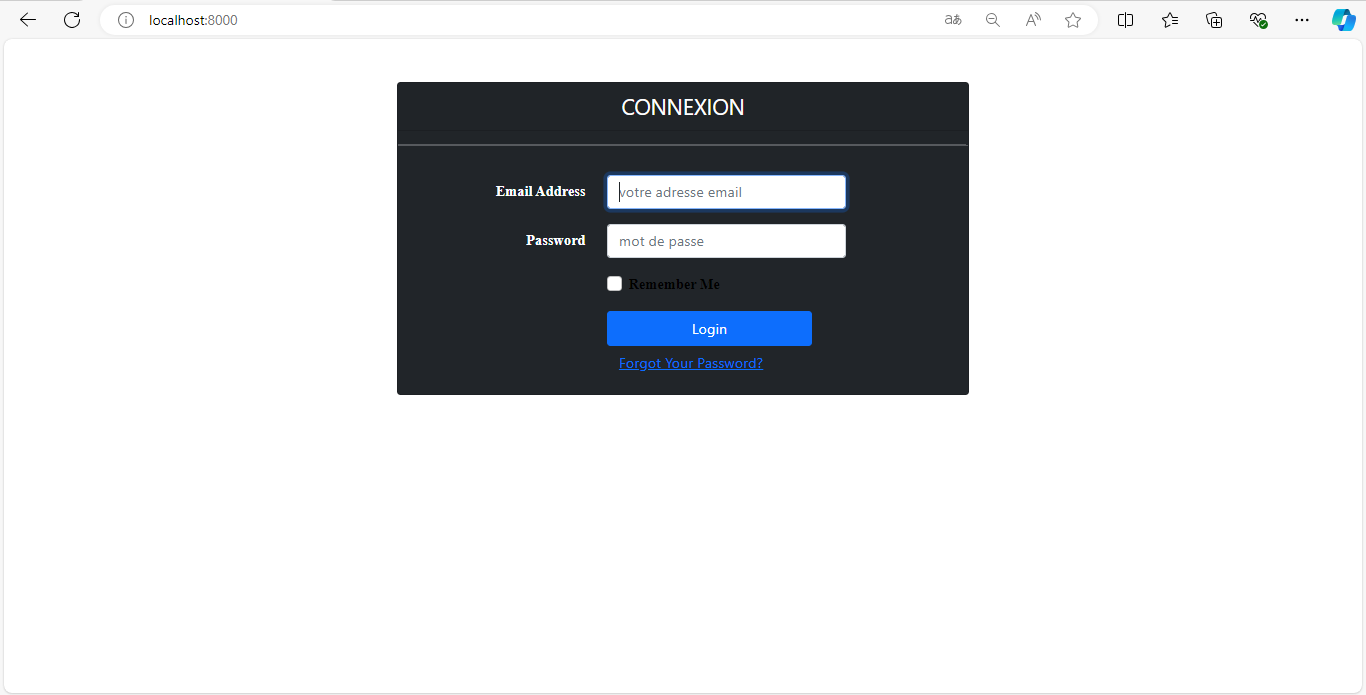 localhost:8000
CONNEXION
Email Address
votre adresse email
Password
mot de passe
Remember Me
Login
Forgot Your Password?